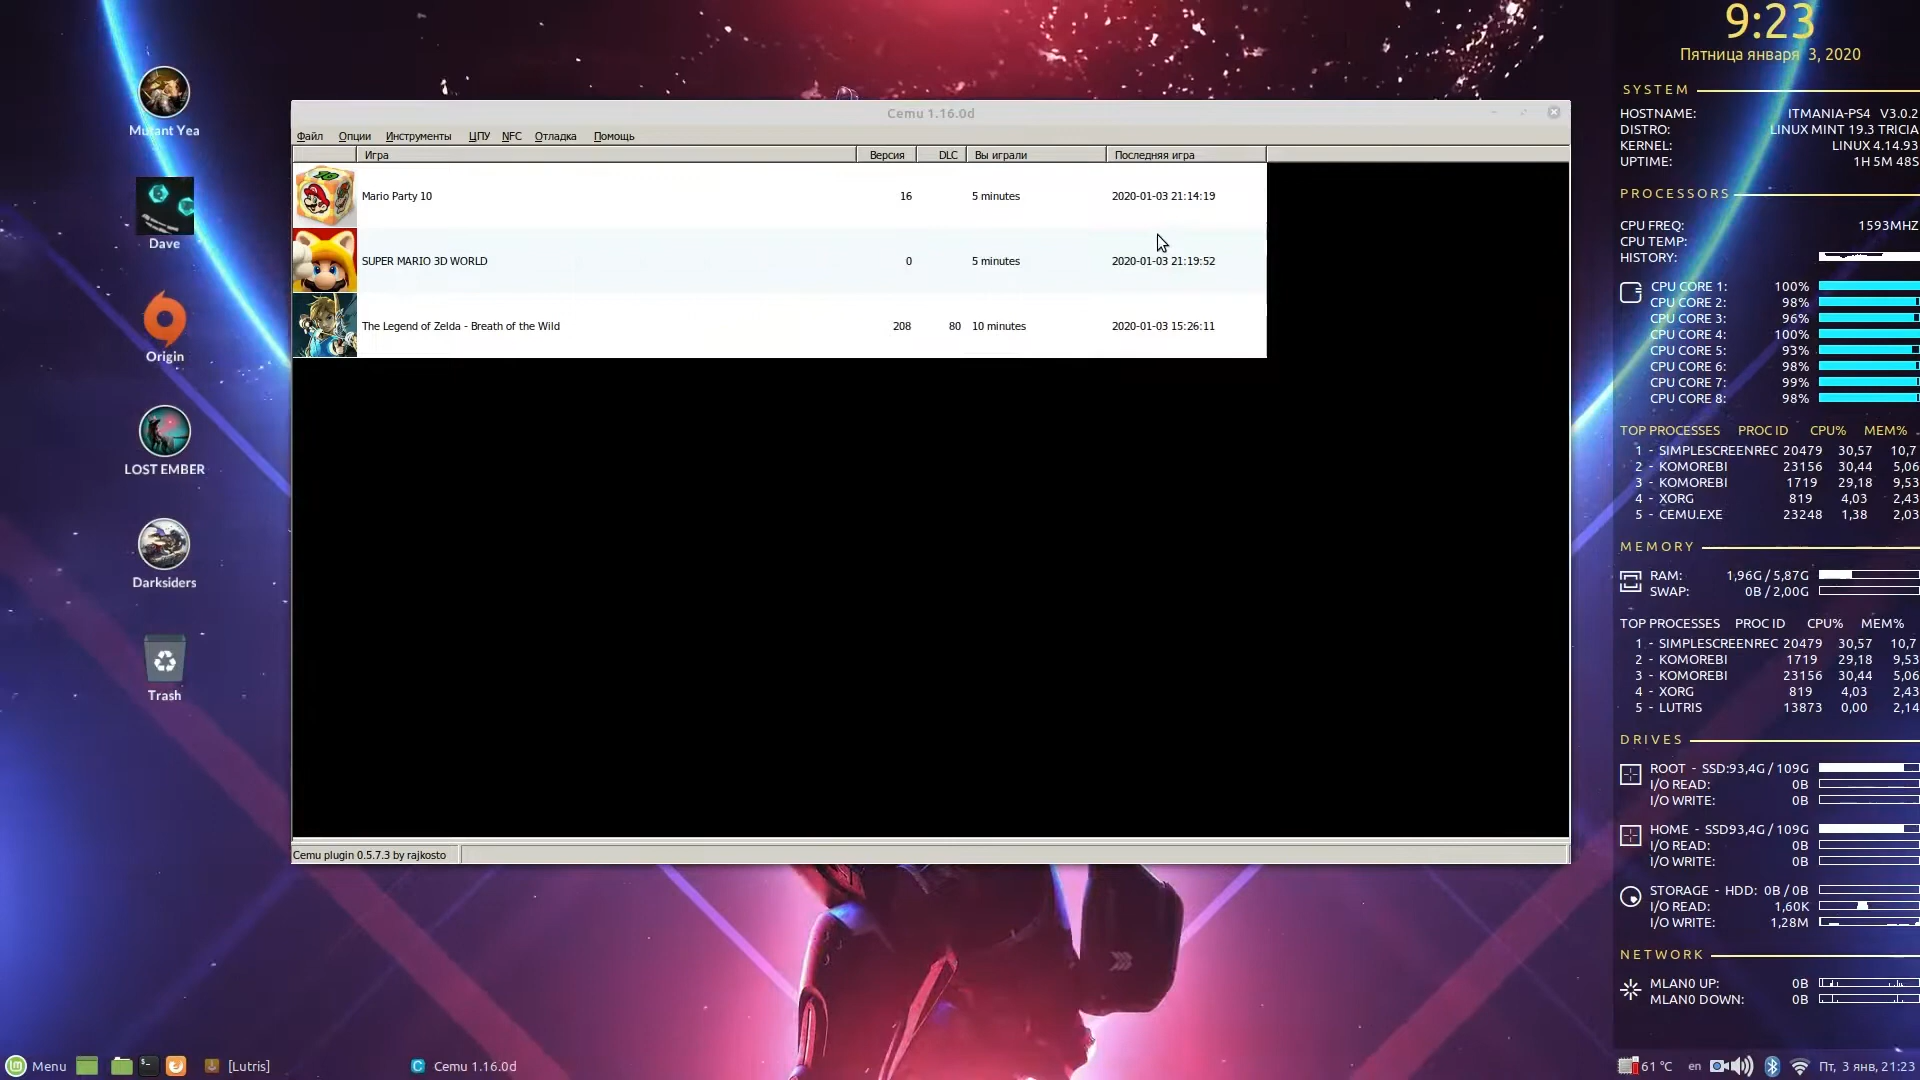 Mutant Yea
Dave
Origin
LOST EMBER
Darksiders
Trash
Cemu 1.16.0d
Файл Опции Инструменты ЦПУ NFC Отладка Помощь
Игра Версия DLC Вы играли Последняя игра
Mario Party 10 16 5 minutes 2020-01-03 21:14:19
SUPER MARIO 3D WORLD 0 5 minutes 2020-01-03 21:19:52
The Legend of Zelda - Breath of the Wild 208 80 10 minutes 2020-01-03 15:26:11
Cemu plugin 0.5.7.3 by rajkosto
9:23
Пятница января 3, 2020
SYSTEM
HOSTNAME: ITMANIA-PS4 V3.0.2
DISTRO: LINUX MINT 19.3 TRICIA
KERNEL: LINUX 4.14.93
UPTIME: 1H 5M 48S
PROCESSORS
CPU FREQ: 1593MHZ
CPU TEMP:
HISTORY:
CPU CORE 1: 100%
CPU CORE 2: 98%
CPU CORE 3: 96%
CPU CORE 4: 100%
CPU CORE 5: 93%
CPU CORE 6: 98%
CPU CORE 7: 99%
CPU CORE 8: 98%
TOP PROCESSES PROC ID CPU% MEM%
1 - SIMPLESCREENREC 20479 30,57 10,7
2 - KOMOREBI 23156 30,44 5,06
3 - KOMOREBI 1719 29,18 9,53
4 - XORG 819 4,03 2,43
5 - CEMU.EXE 23248 1,38 2,03
MEMORY
RAM: 1,96G / 5,87G
SWAP: 0B / 2,00G
TOP PROCESSES PROC ID CPU% MEM%
1 - SIMPLESCREENREC 20479 30,57 10,7
2 - KOMOREBI 1719 29,18 9,53
3 - KOMOREBI 23156 30,44 5,06
4 - XORG 819 4,03 2,43
5 - LUTRIS 13873 0,00 2,14
DRIVES
ROOT - SSD:93,4G / 109G
I/O READ: 0B
I/O WRITE: 0B
HOME - SSD93,4G / 109G
I/O READ: 0B
I/O WRITE: 0B
STORAGE - HDD: 0B / 0B
I/O READ: 1,60K
I/O WRITE: 1,28M
NETWORK
MLAN0 UP: 0B
MLAN0 DOWN: 0B
Menu [Lutris] Cemu 1.16.0d 61 °C en Пт, 3 янв, 21:23